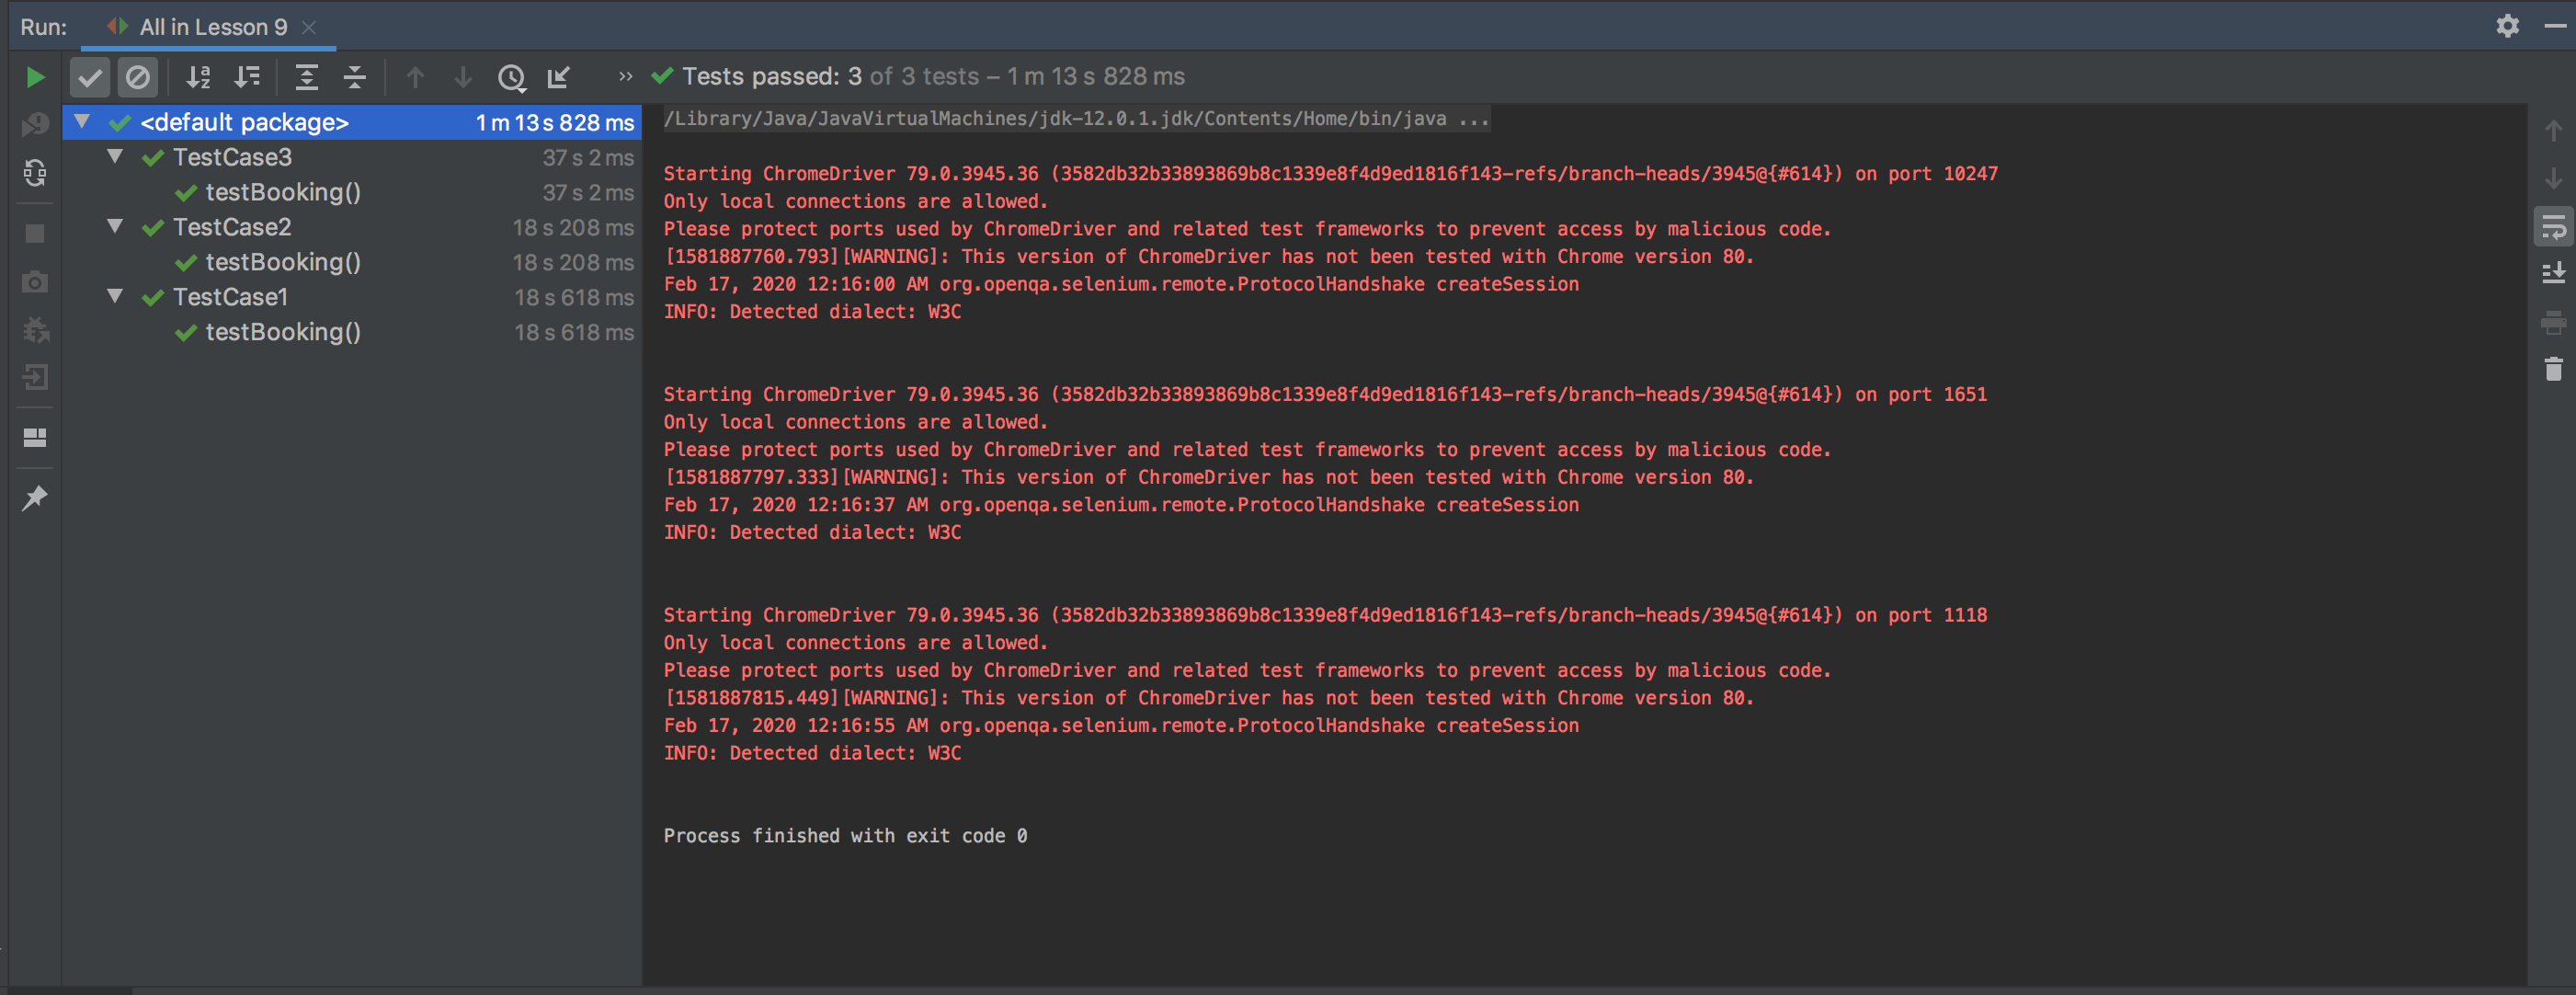 Run: All in Lesson 9
Tests passed: 3 of 3 tests – 1 m 13 s 828 ms
<default package> 1 m 13 s 828 ms
TestCase3 37 s 2 ms
testBooking() 37 s 2 ms
TestCase2 18 s 208 ms
testBooking() 18 s 208 ms
TestCase1 18 s 618 ms
testBooking() 18 s 618 ms
/Library/Java/JavaVirtualMachines/jdk-12.0.1.jdk/Contents/Home/bin/java ...
Starting ChromeDriver 79.0.3945.36 (3582db32b33893869b8c1339e8f4d9ed1816f143-refs/branch-heads/3945@{#614}) on port 10247
Only local connections are allowed.
Please protect ports used by ChromeDriver and related test frameworks to prevent access by malicious code.
[1581887760.793][WARNING]: This version of ChromeDriver has not been tested with Chrome version 80.
Feb 17, 2020 12:16:00 AM org.openqa.selenium.remote.ProtocolHandshake createSession
INFO: Detected dialect: W3C
Starting ChromeDriver 79.0.3945.36 (3582db32b33893869b8c1339e8f4d9ed1816f143-refs/branch-heads/3945@{#614}) on port 1651
Only local connections are allowed.
Please protect ports used by ChromeDriver and related test frameworks to prevent access by malicious code.
[1581887797.333][WARNING]: This version of ChromeDriver has not been tested with Chrome version 80.
Feb 17, 2020 12:16:37 AM org.openqa.selenium.remote.ProtocolHandshake createSession
INFO: Detected dialect: W3C
Starting ChromeDriver 79.0.3945.36 (3582db32b33893869b8c1339e8f4d9ed1816f143-refs/branch-heads/3945@{#614}) on port 1118
Only local connections are allowed.
Please protect ports used by ChromeDriver and related test frameworks to prevent access by malicious code.
[1581887815.449][WARNING]: This version of ChromeDriver has not been tested with Chrome version 80.
Feb 17, 2020 12:16:55 AM org.openqa.selenium.remote.ProtocolHandshake createSession
INFO: Detected dialect: W3C
Process finished with exit code 0